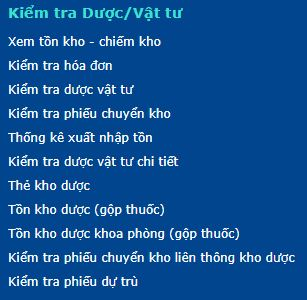 Kiểm tra Dược/Vật tư
Xem tồn kho - chiếm kho
Kiểm tra hóa đơn
Kiểm tra dược vật tư
Kiểm tra phiếu chuyển kho
Thống kê xuất nhập tồn
Kiểm tra dược vật tư chi tiết
Thẻ kho dược
Tồn kho dược (gộp thuốc)
Tồn kho dược khoa phòng (gộp thuốc)
Kiểm tra phiếu chuyển kho liên thông kho dược
Kiểm tra phiếu dự trù